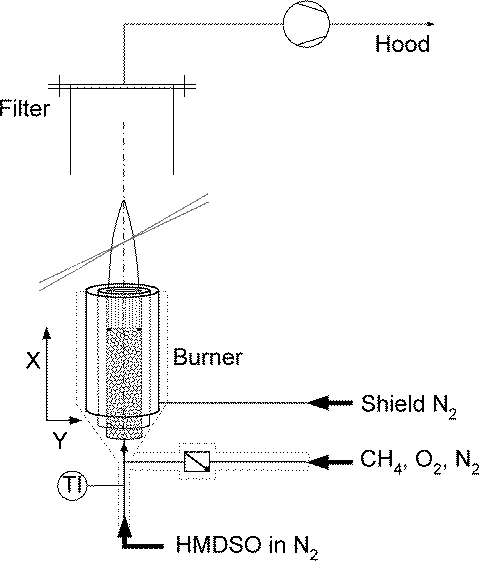 Hood
Filter
X
Burner
Shield N2
Y
CH4, O2, N2
TI
HMDSO in N2